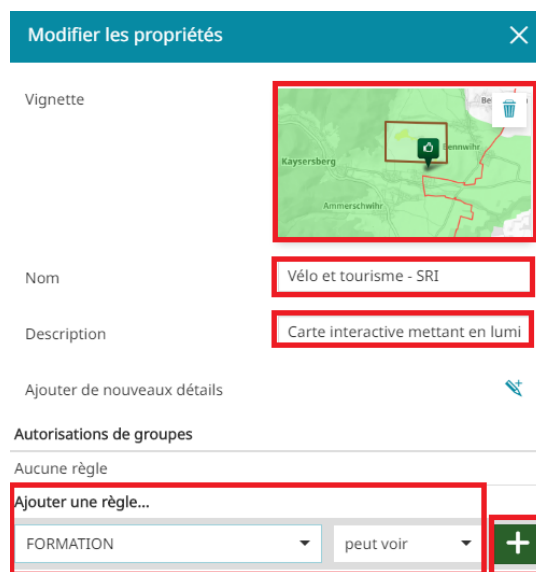 Modifier les propriétés
Vignette
Bennwihr
Kaysersberg
Ammerschwihr
Nom
Vélo et tourisme - SRI
Description
Carte interactive mettant en lumi
Ajouter de nouveaux détails
Autorisations de groupes
Aucune règle
Ajouter une règle...
FORMATION
peut voir